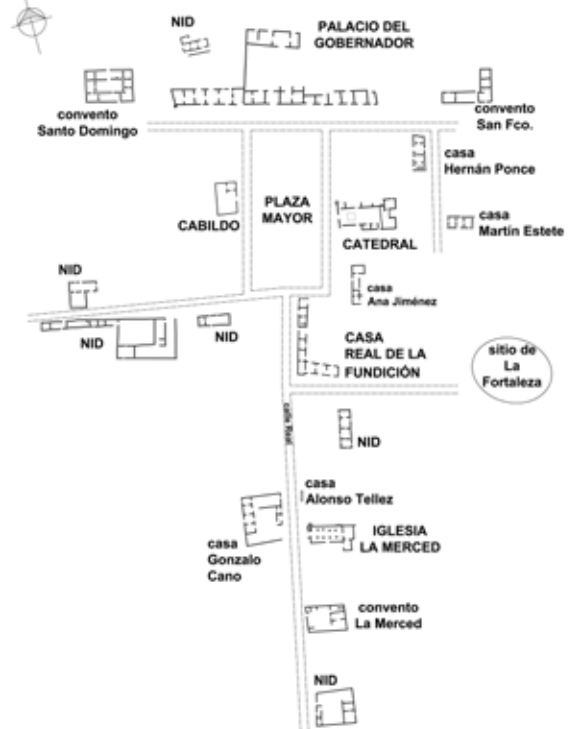 NID
PALACIO DEL
GOBERNADOR
convento
Santo Domingo
convento
San Fco.
casa
Hernán Ponce
PLAZA
MAYOR
CABILDO
CATEDRAL
casa
Martín Estete
NID
casa
Ana Jiménez
NID
NID
CASA
REAL DE LA
FUNDICIÓN
sitio de
La
Fortaleza
calle Real
NID
casa
Alonso Tellez
casa
Gonzalo
Cano
IGLESIA
LA MERCED
convento
La Merced
NID